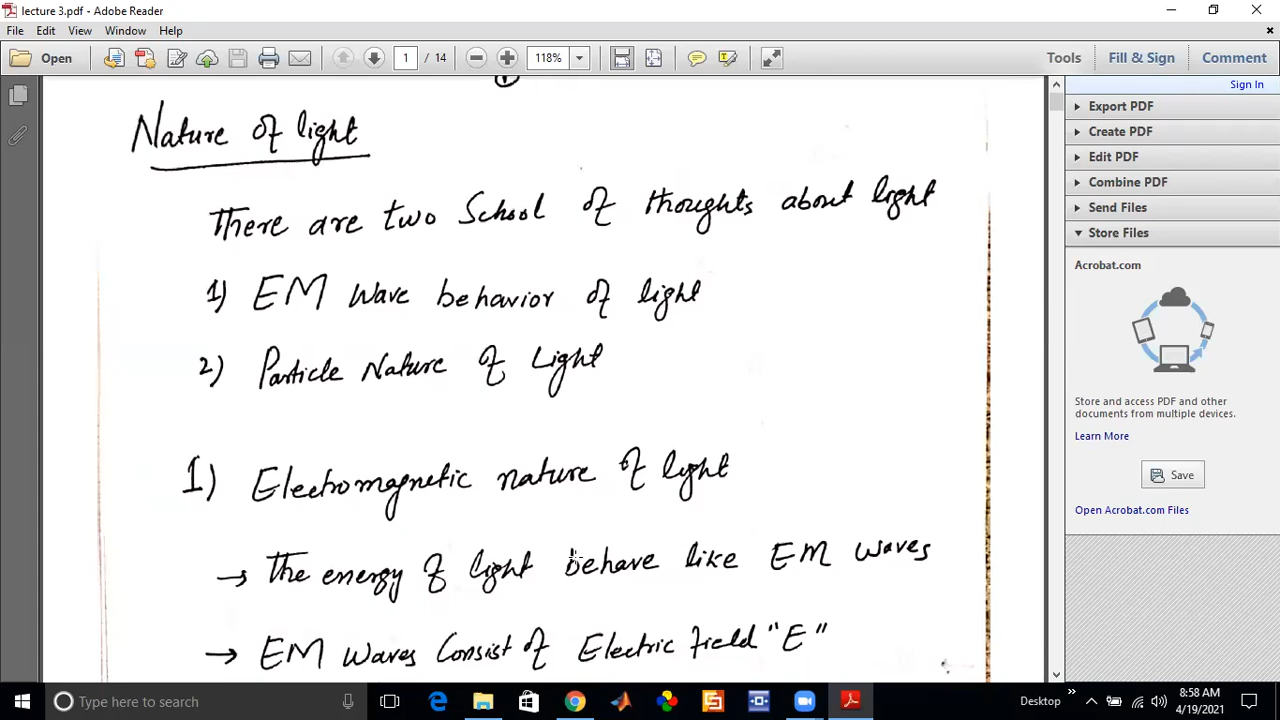 lecture 3.pdf - Adobe Reader
File Edit View Window Help
Open 1 / 14 118% Tools Fill & Sign Comment
Sign In
Nature of light
There are two School of thoughts about light
1) EM Wave behavior of light
2) Particle Nature of Light
1) Electromagnetic nature of light
→ The energy of light behave like EM waves
→ EM waves Consist of Electric field "E"
Export PDF
Create PDF
Edit PDF
Combine PDF
Send Files
Store Files
Acrobat.com
Store and access PDF and other
documents from multiple devices.
Learn More
Save
Open Acrobat.com Files
Type here to search
Desktop
8:58 AM
4/19/2021